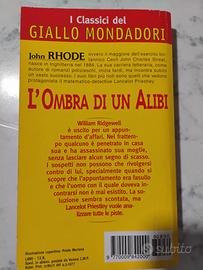 I Classici del
GIALLO MONDADORI
John RHODE
ovvero il maggiore dell'esercito bri-
tannico Cecil John Charles Street,
nasce in Inghilterra nel 1884. La sua carriera letteraria, come
autore di romanzi polizieschi, inizia tardi, ma incontra subito
un vasto successo. I suoi libri più noti sono quelli che vedono
protagonista il matematico-detective Lancelot Priestley.
L'OMBRA DI UN ALIBI
William Ridgewell
è uscito per un appun-
tamento d'affari. Nel frattem-
po qualcuno è penetrato in casa
sua e ha assassinato sua moglie,
senza lasciare alcun segno di scasso.
I sospetti non possono che rivolgersi
contro di lui, specialmente quando si
scopre che l'appuntamento era fasullo
e che l'uomo con il quale doveva in-
contrarsi non è mai esistito. La so-
luzione sembra scontata, ma
Lancelot Priestley vuole ana-
lizzare tutte le piste.
Subito